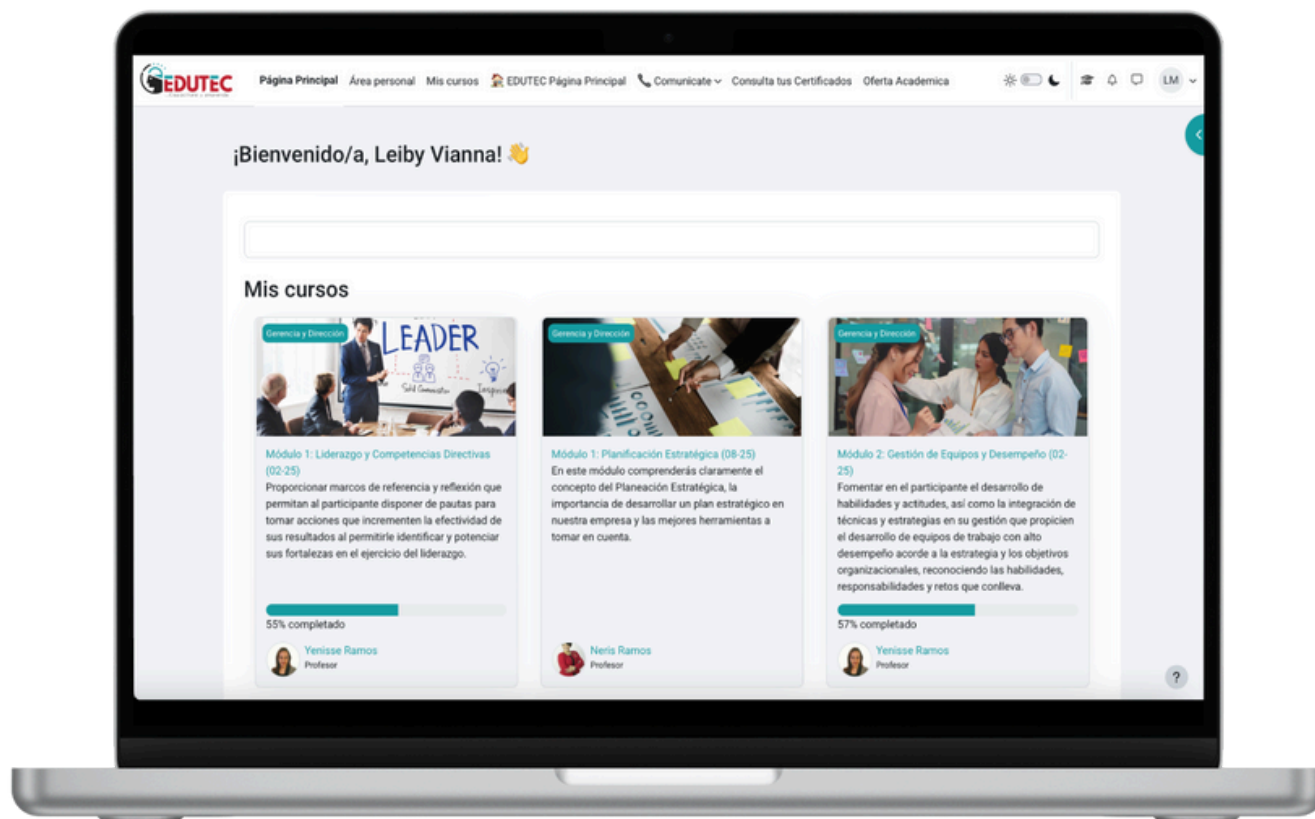 EDUTEC
Página Principal Área personal Mis cursos EDUTEC Página Principal Comunicate Consulta tus Certificados Oferta Academica LM
¡Bienvenido/a, Leiby Vianna!
Mis cursos
Gerencia y Dirección
LEADER
Módulo 1: Liderazgo y Competencias Directivas
(02-25)
Proporcionar marcos de referencia y reflexión que
permitan al participante disponer de pautas para
tomar acciones que incrementen la efectividad de
sus resultados al permitirle identificar y potenciar
sus fortalezas en el ejercicio del liderazgo.
55% completado
Yenisse Ramos
Profesor
Gerencia y Dirección
Módulo 1: Planificación Estratégica (08-25)
En este módulo comprenderás claramente el
concepto del Planeación Estratégica, la
importancia de desarrollar un plan estratégico en
nuestra empresa y las mejores herramientas a
tomar en cuenta.
Neris Ramos
Profesor
Gerencia y Dirección
Módulo 2: Gestión de Equipos y Desempeño (02-
25)
Fomentar en el participante el desarrollo de
habilidades y actitudes, así como la integración de
técnicas y estrategias en su gestión que propicien
el desarrollo de equipos de trabajo con alto
desempeño acorde a la estrategia y los objetivos
organizacionales, reconociendo las habilidades,
responsabilidades y retos que conlleva.
57% completado
Yenisse Ramos
Profesor
?